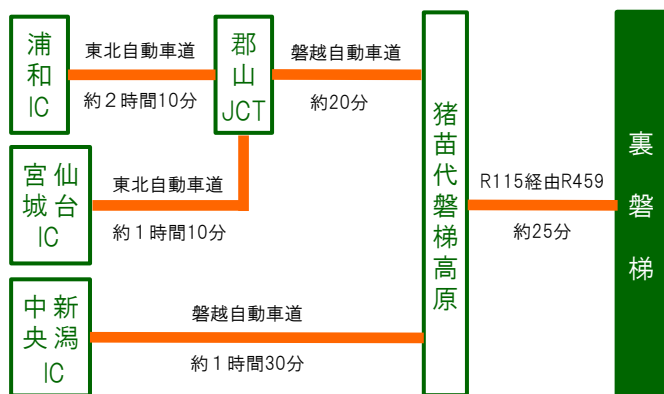 浦和IC
東北自動車道
約２時間10分
郡山JCT
磐越自動車道
約20分
仙台宮城IC
東北自動車道
約１時間10分
新潟中央IC
磐越自動車道
約１時間30分
猪苗代磐梯高原
R115経由R459
約25分
裏磐梯